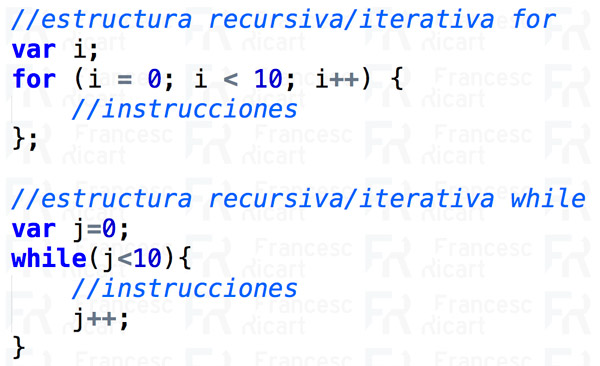 //estructura recursiva/iterativa for
var i;
for (i = 0; i < 10; i++) {
    //instrucciones
};
//estructura recursiva/iterativa while
var j=0;
while(j<10){
    //instrucciones
    j++;
}